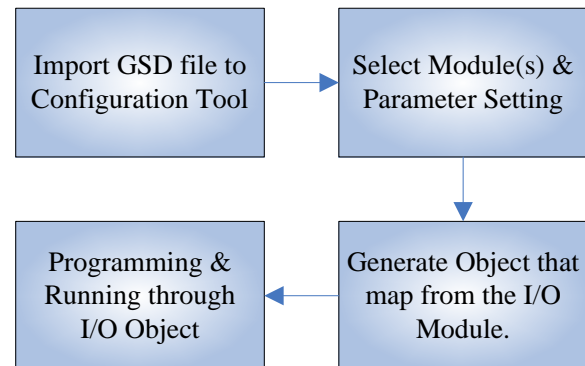 Import GSD file to
Configuration Tool
Select Module(s) &
Parameter Setting
Generate Object that
map from the I/O
Module.
Programming &
Running through
I/O Object